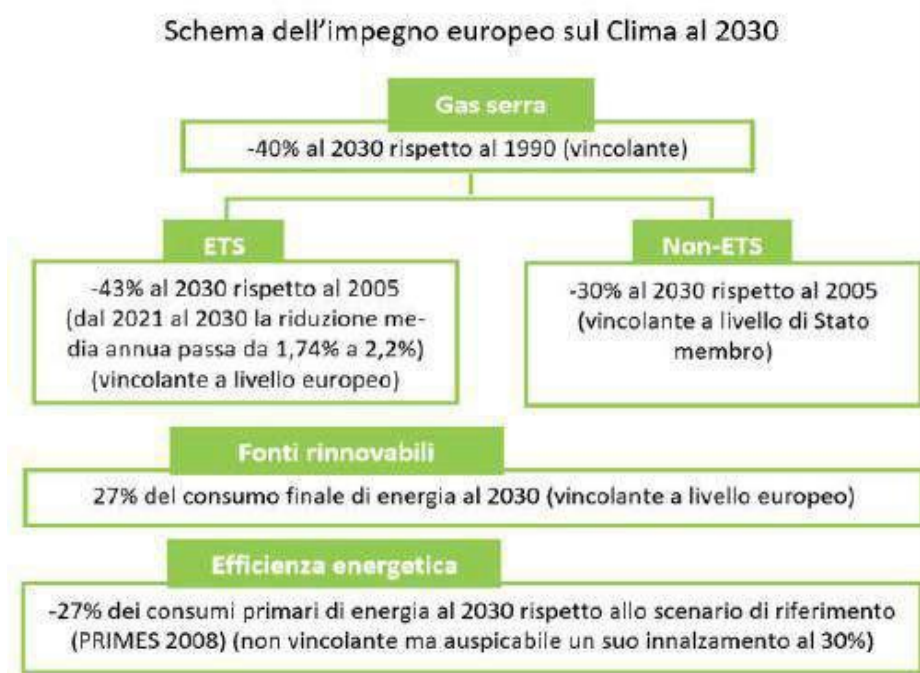 Schema dell'impegno europeo sul Clima al 2030
Gas serra
-40% al 2030 rispetto al 1990 (vincolante)
ETS
-43% al 2030 rispetto al 2005
(dal 2021 al 2030 la riduzione me-
dia annua passa da 1,74% a 2,2%)
(vincolante a livello europeo)
Non-ETS
-30% al 2030 rispetto al 2005
(vincolante a livello di Stato
membro)
Fonti rinnovabili
27% del consumo finale di energia al 2030 (vincolante a livello europeo)
Efficienza energetica
-27% dei consumi primari di energia al 2030 rispetto allo scenario di riferimento
(PRIMES 2008) (non vincolante ma auspicabile un suo innalzamento al 30%)